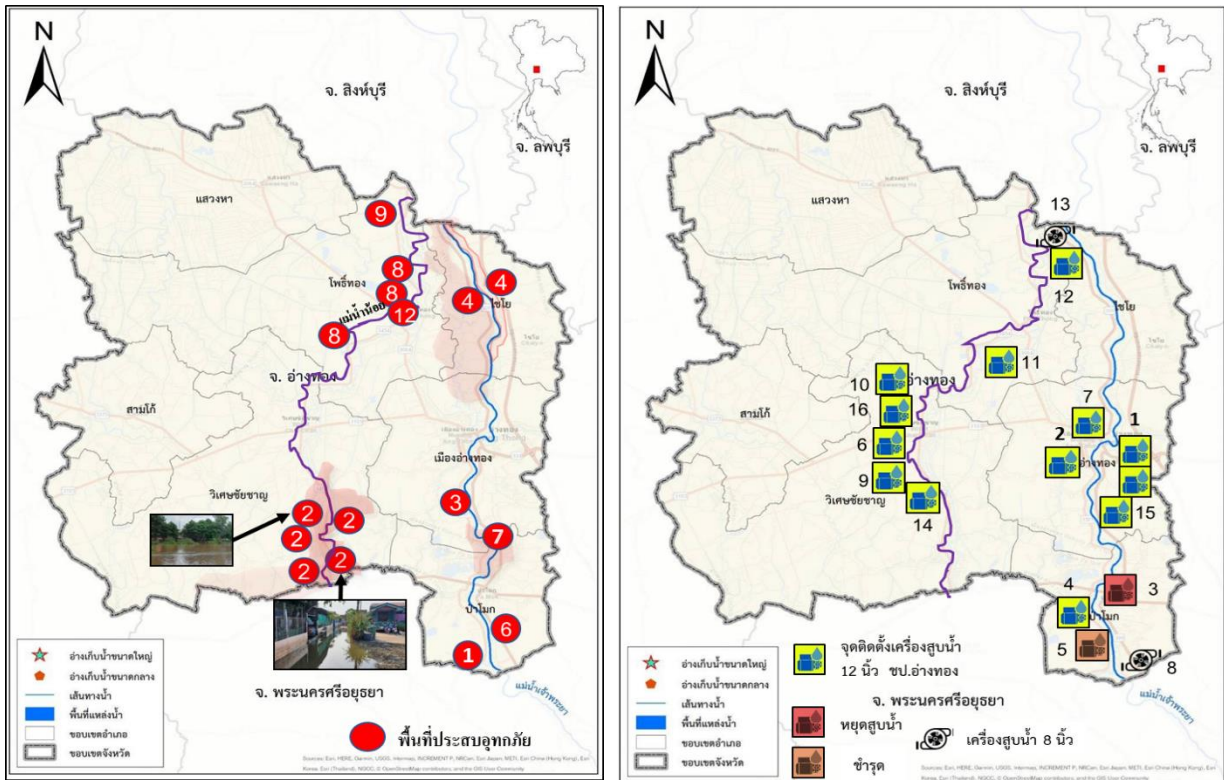 N
จ. สิงห์บุรี
จ. ลพบุรี
แสวงหา
9
8
โพธิ์ทอง
8
แม่น้ำน้อย
12
8
4
4
ไชโย
จ. อ่างทอง
สามโก้
เมืองอ่างทอง
วิเศษชัยชาญ
3
2
2
2
7
2
2
ป่าโมก
6
1
จ. พระนครศรีอยุธยา
แม่น้ำเจ้าพระยา
อ่างเก็บน้ำขนาดใหญ่
อ่างเก็บน้ำขนาดกลาง
เส้นทางน้ำ
พื้นที่แหล่งน้ำ
ขอบเขตอำเภอ
ขอบเขตจังหวัด
พื้นที่ประสบอุทกภัย
N
จ. สิงห์บุรี
จ. ลพบุรี
แสวงหา
13
โพธิ์ทอง
12
ไชโย
11
10
อ่างทอง
16
7
1
สามโก้
6
2
อ่างทอง
9
วิเศษชัยชาญ
14
15
4
3
ป่าโมก
5
8
จุดติดตั้งเครื่องสูบน้ำ
12 นิ้ว ชป.อ่างทอง
จ. พระนครศรีอยุธยา
แม่น้ำเจ้าพระยา
หยุดสูบน้ำ
เครื่องสูบน้ำ 8 นิ้ว
ชำรุด
อ่างเก็บน้ำขนาดใหญ่
อ่างเก็บน้ำขนาดกลาง
เส้นทางน้ำ
พื้นที่แหล่งน้ำ
ขอบเขตอำเภอ
ขอบเขตจังหวัด